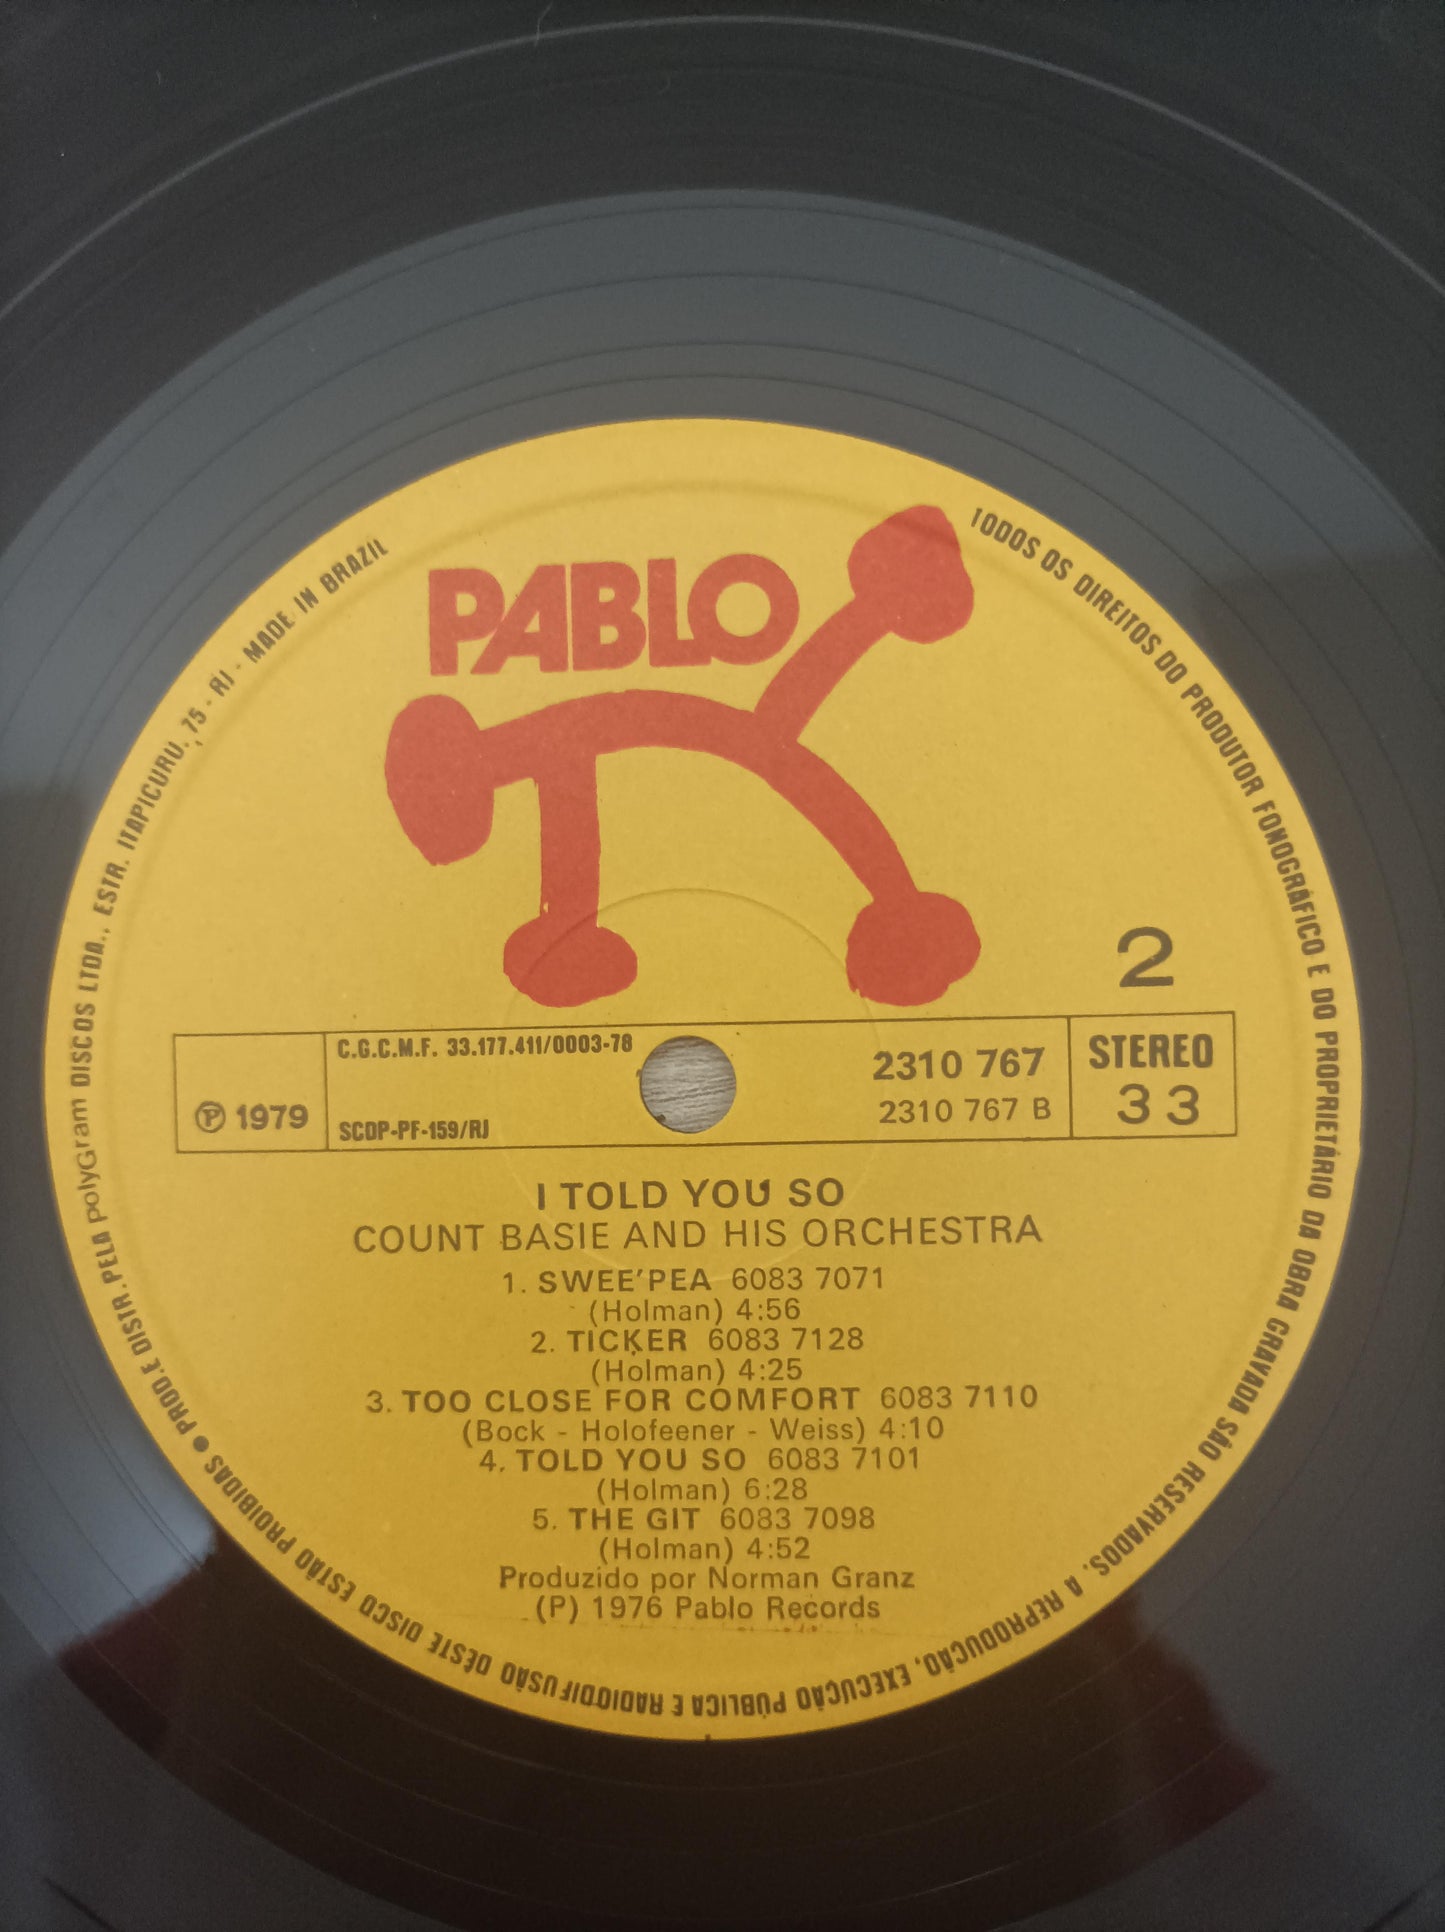 PABLO
2
C.G.C.M.F. 33.177.411/0003-78
2310 767
STEREO
Ⓟ 1979
SCDP-PF-159/RJ
2310 767 B
33
I TOLD YOU SO
COUNT BASIE AND HIS ORCHESTRA
1. SWEE'PEA 6083 7071
(Holman) 4:56
2. TICKER 6083 7128
(Holman) 4:25
3. TOO CLOSE FOR COMFORT 6083 7110
(Bock - Holofeener - Weiss) 4:10
4. TOLD YOU SO 6083 7101
(Holman) 6:28
5. THE GIT 6083 7098
(Holman) 4:52
Produzido por Norman Granz
(P) 1976 Pablo Records
TODOS OS DIREITOS DO PRODUTOR FONOGRÁFICO E DO PROPRIETÁRIO DA OBRA GRAVADA SÃO RESERVADOS. A REPRODUÇÃO, EXECUÇÃO PÚBLICA E RADIODIFUSÃO DESTE DISCO ESTÃO PROIBIDAS ● PROD. E DISTR. PELA PolyGram DISCOS LTDA., ESTR. ITAPICURU, 75 - RJ - MADE IN BRAZIL